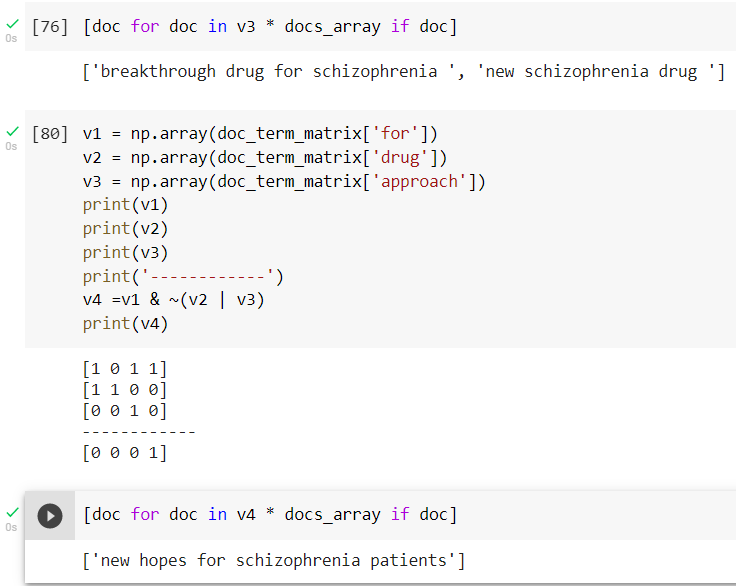 [76] [doc for doc in v3 * docs_array if doc]
0s
['breakthrough drug for schizophrenia ', 'new schizophrenia drug ']
[80] v1 = np.array(doc_term_matrix['for'])
0s
v2 = np.array(doc_term_matrix['drug'])
v3 = np.array(doc_term_matrix['approach'])
print(v1)
print(v2)
print(v3)
print('------------')
v4 =v1 & ~(v2 | v3)
print(v4)
[1 0 1 1]
[1 1 0 0]
[0 0 1 0]
------------
[0 0 0 1]
[doc for doc in v4 * docs_array if doc]
0s
['new hopes for schizophrenia patients']